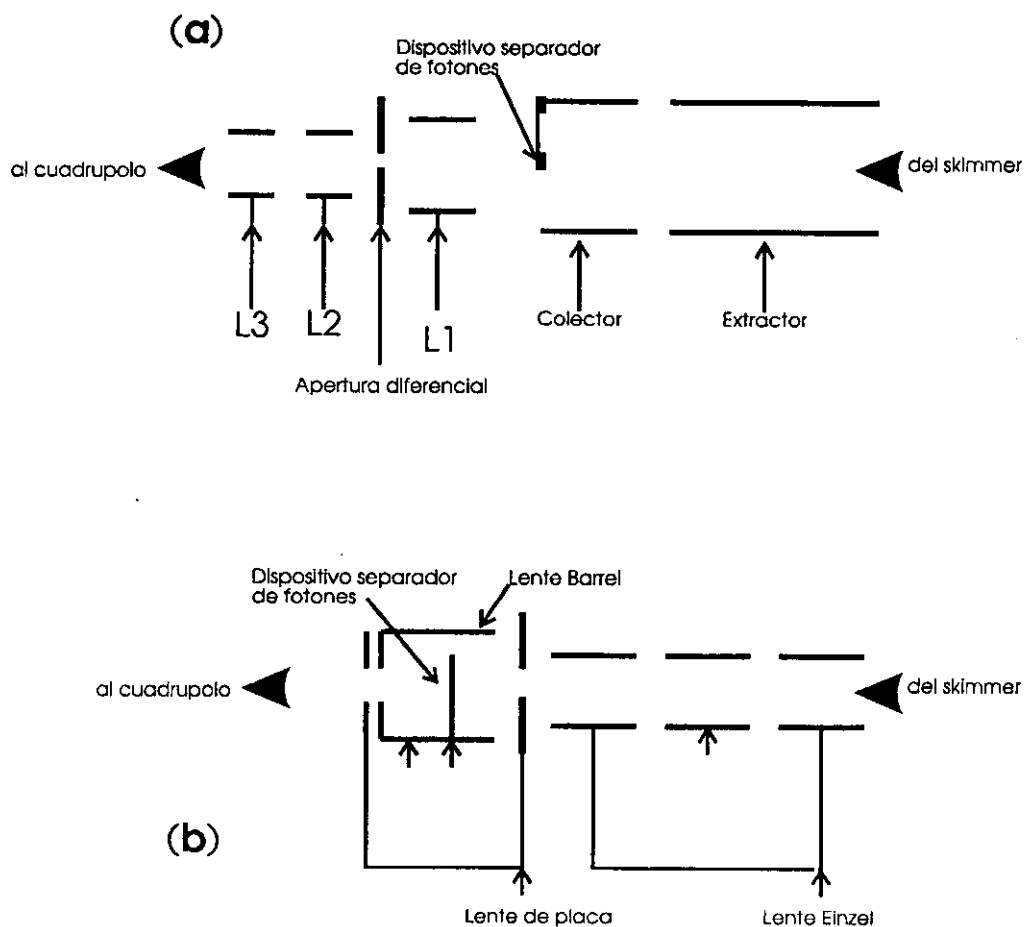 (a)
Dispositivo separador
de fotones
al cuadrupolo
del skimmer
L3
L2
L1
Colector
Extractor
Apertura diferencial
Dispositivo separador
de fotones
Lente Barrel
al cuadrupolo
del skimmer
(b)
Lente de placa
Lente Einzel